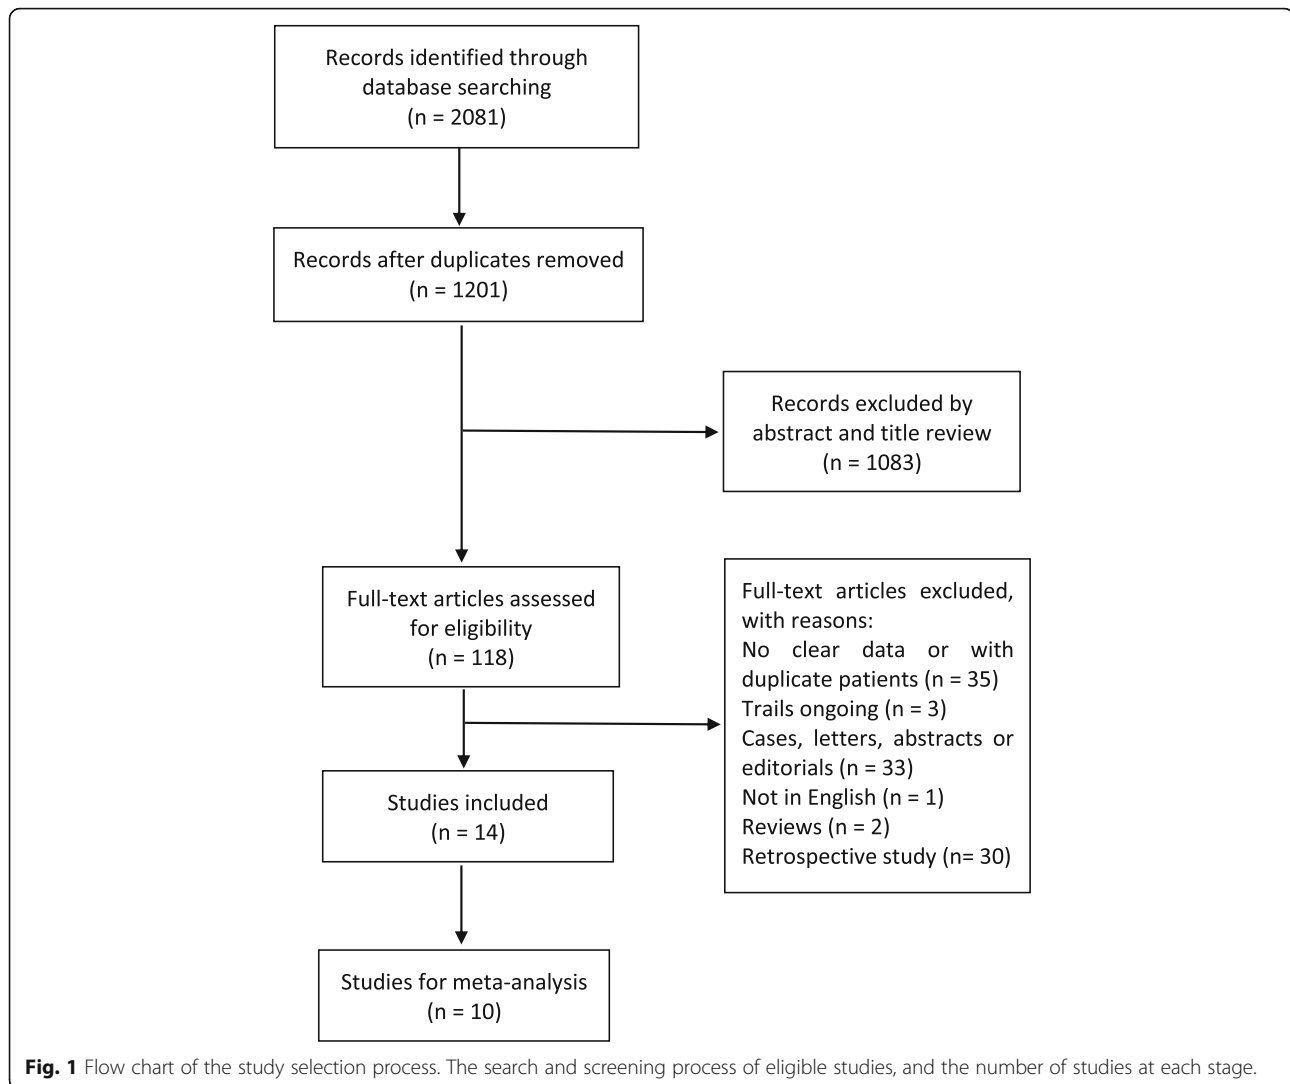 Records identified through
database searching
(n = 2081)
Records after duplicates removed
(n = 1201)
Records excluded by
abstract and title review
(n = 1083)
Full-text articles assessed
for eligibility
(n = 118)
Full-text articles excluded,
with reasons:
No clear data or with
duplicate patients (n = 35)
Trails ongoing (n = 3)
Cases, letters, abstracts or
editorials (n = 33)
Not in English (n = 1)
Reviews (n = 2)
Retrospective study (n= 30)
Studies included
(n = 14)
Studies for meta-analysis
(n = 10)
Fig. 1 Flow chart of the study selection process. The search and screening process of eligible studies, and the number of studies at each stage.